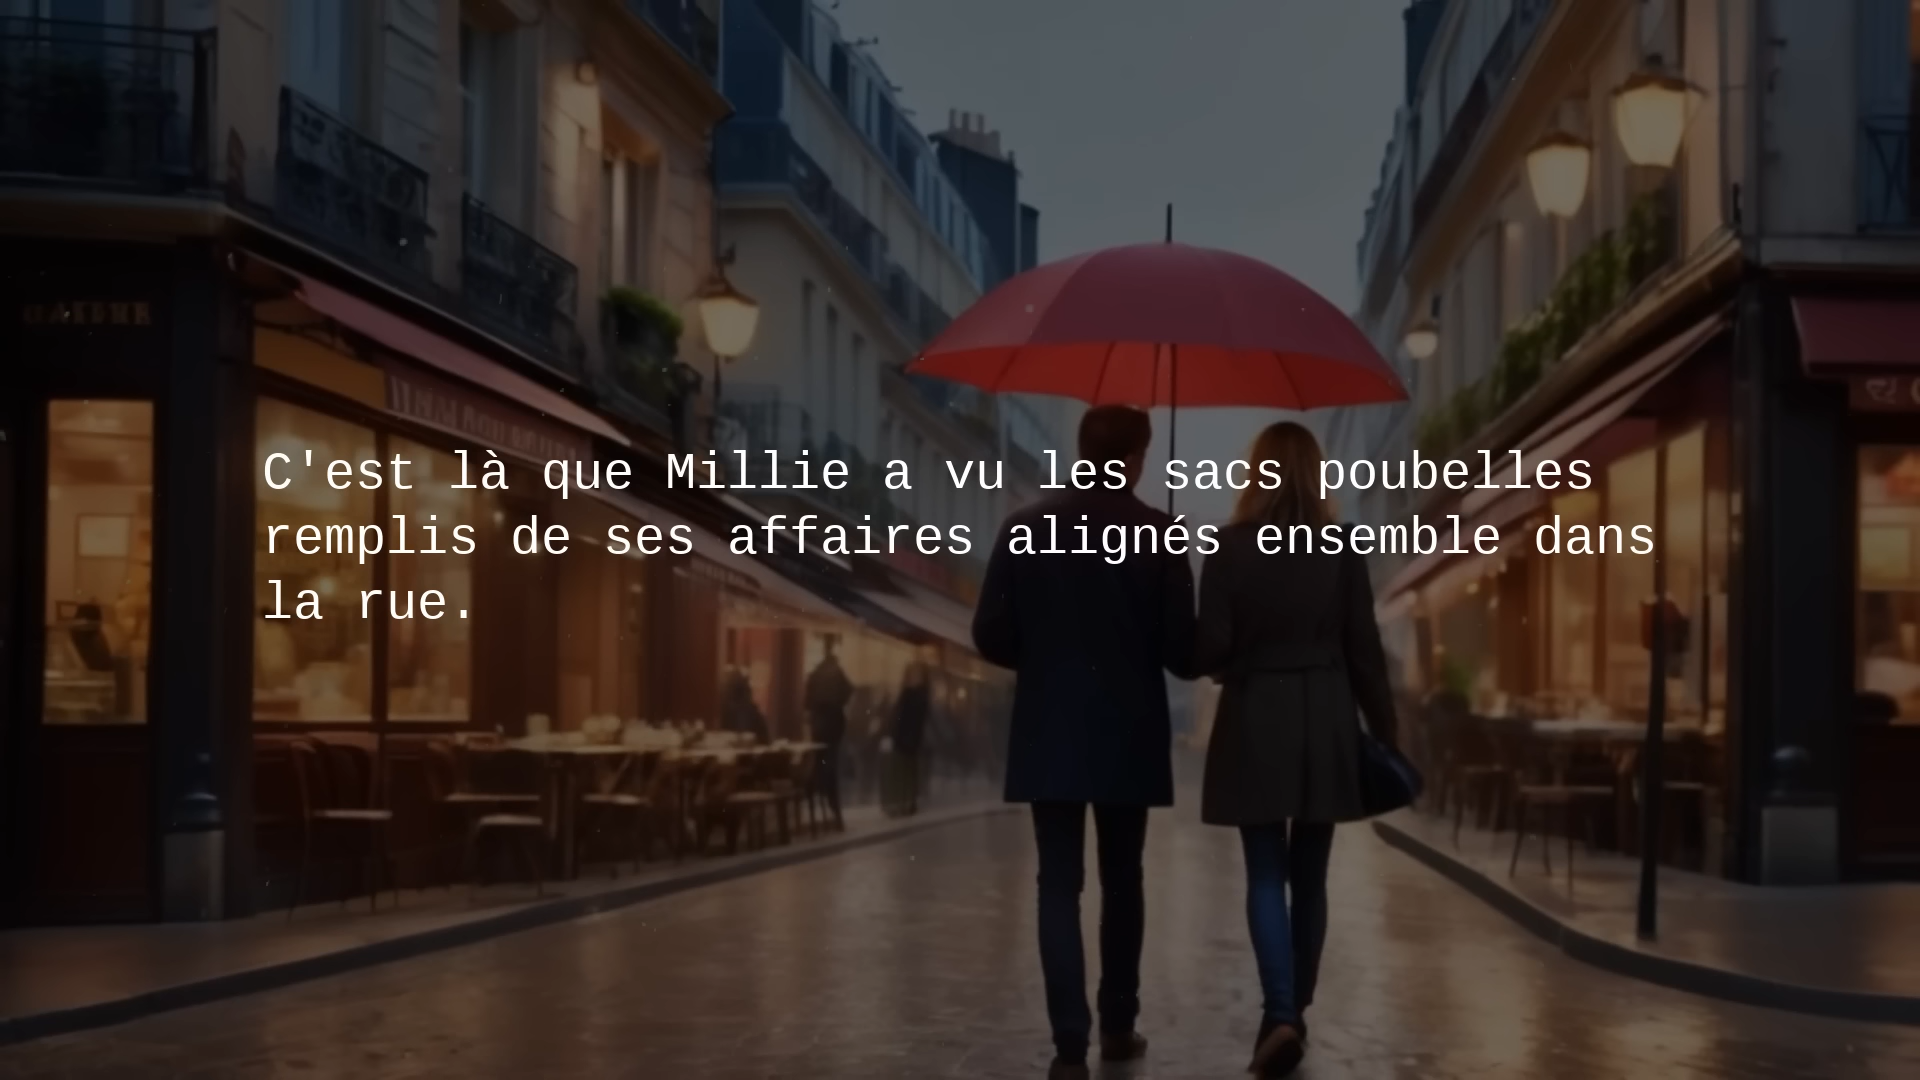 C'est là que Millie a vu les sacs poubelles
remplis de ses affaires alignés ensemble dans
la rue.